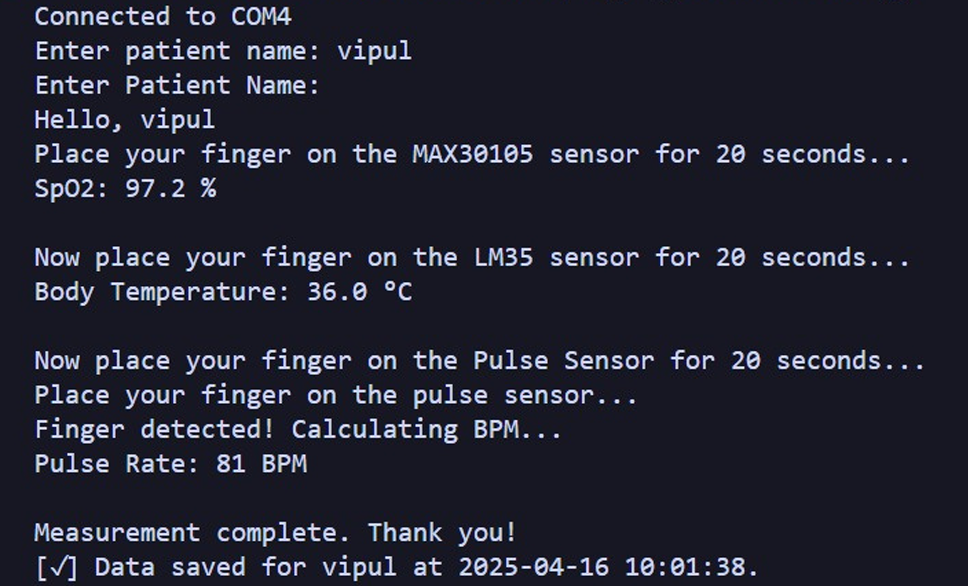 Connected to COM4
Enter patient name: vipul
Enter Patient Name:
Hello, vipul
Place your finger on the MAX30105 sensor for 20 seconds...
SpO2: 97.2 %
Now place your finger on the LM35 sensor for 20 seconds...
Body Temperature: 36.0 °C
Now place your finger on the Pulse Sensor for 20 seconds...
Place your finger on the pulse sensor...
Finger detected! Calculating BPM...
Pulse Rate: 81 BPM
Measurement complete. Thank you!
[√] Data saved for vipul at 2025-04-16 10:01:38.